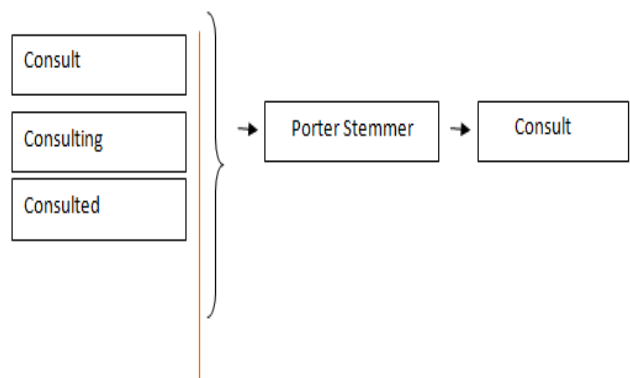 Consult
Consulting
Consulted
Porter Stemmer
Consult